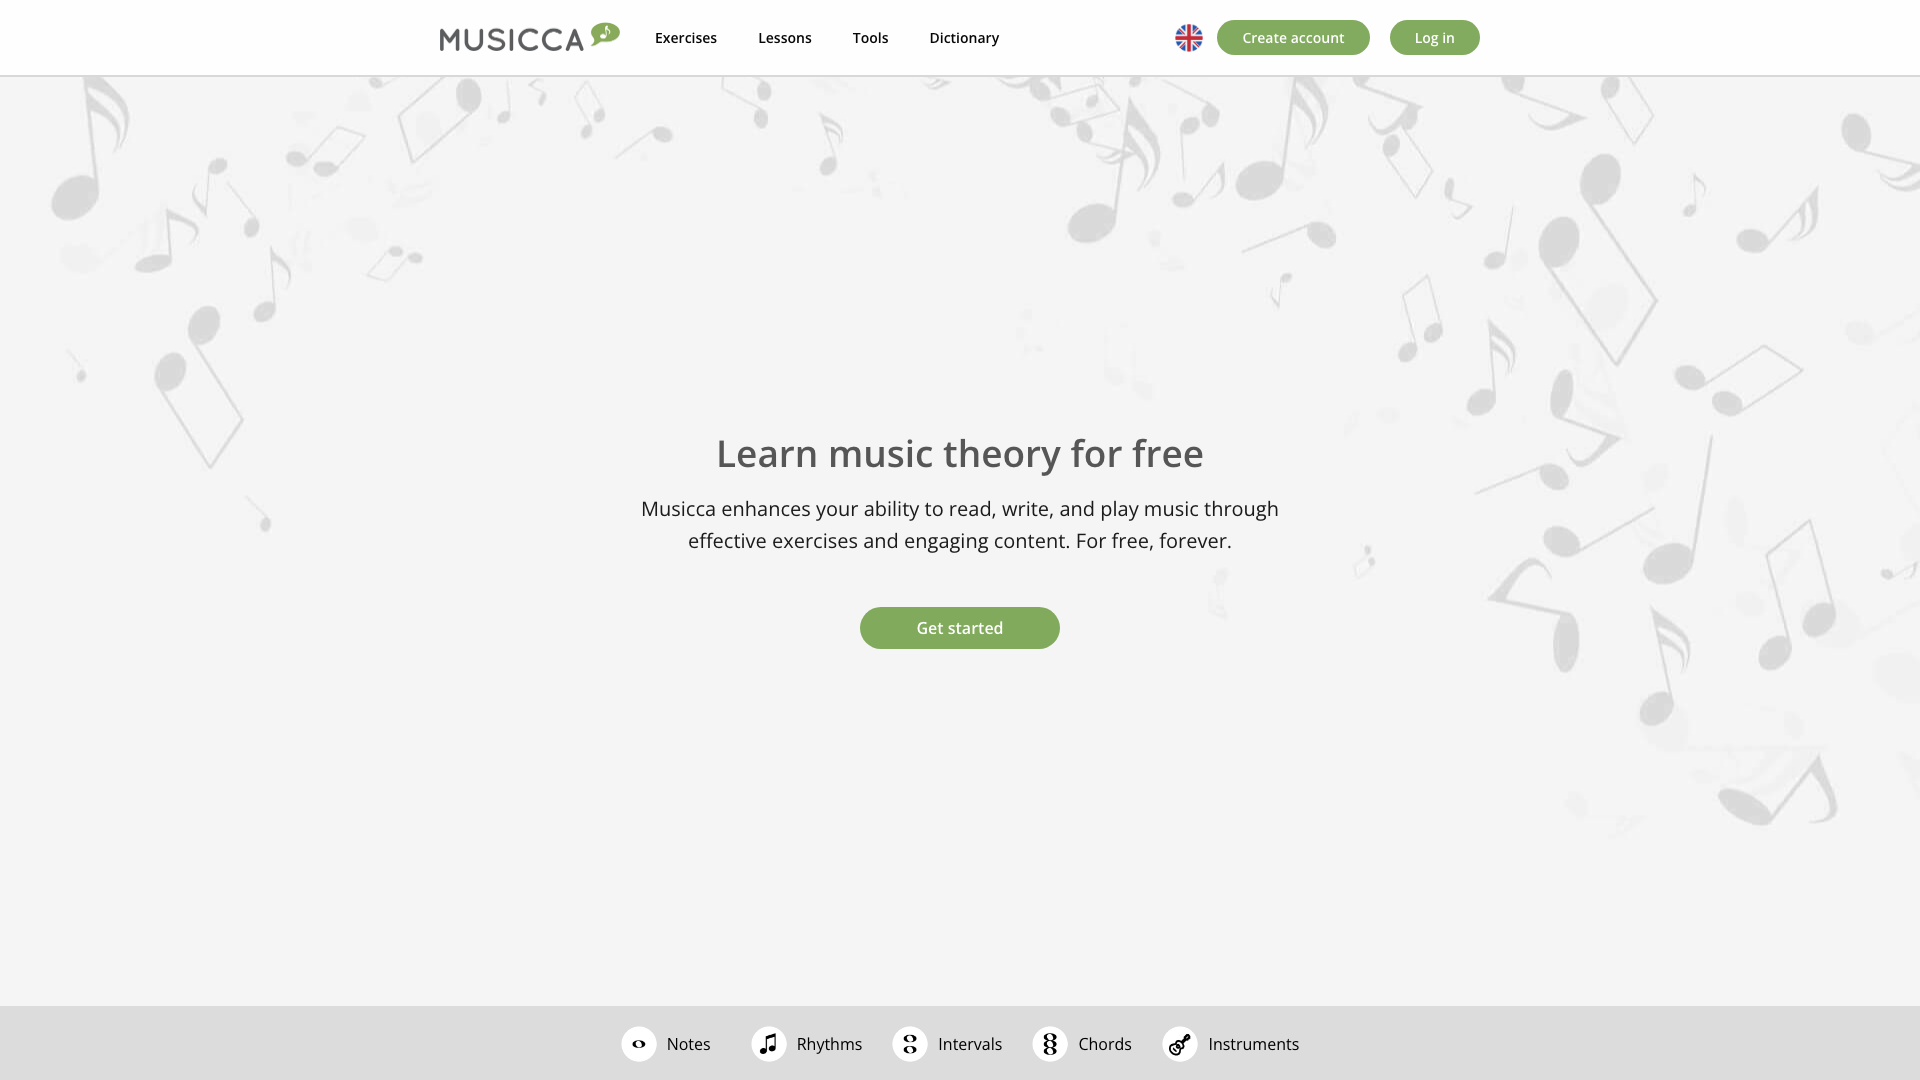 MUSICCA
Exercises
Lessons
Tools
Dictionary
Create account
Log in
Learn music theory for free
Musicca enhances your ability to read, write, and play music through
effective exercises and engaging content. For free, forever.
Get started
Notes
Rhythms
Intervals
Chords
Instruments